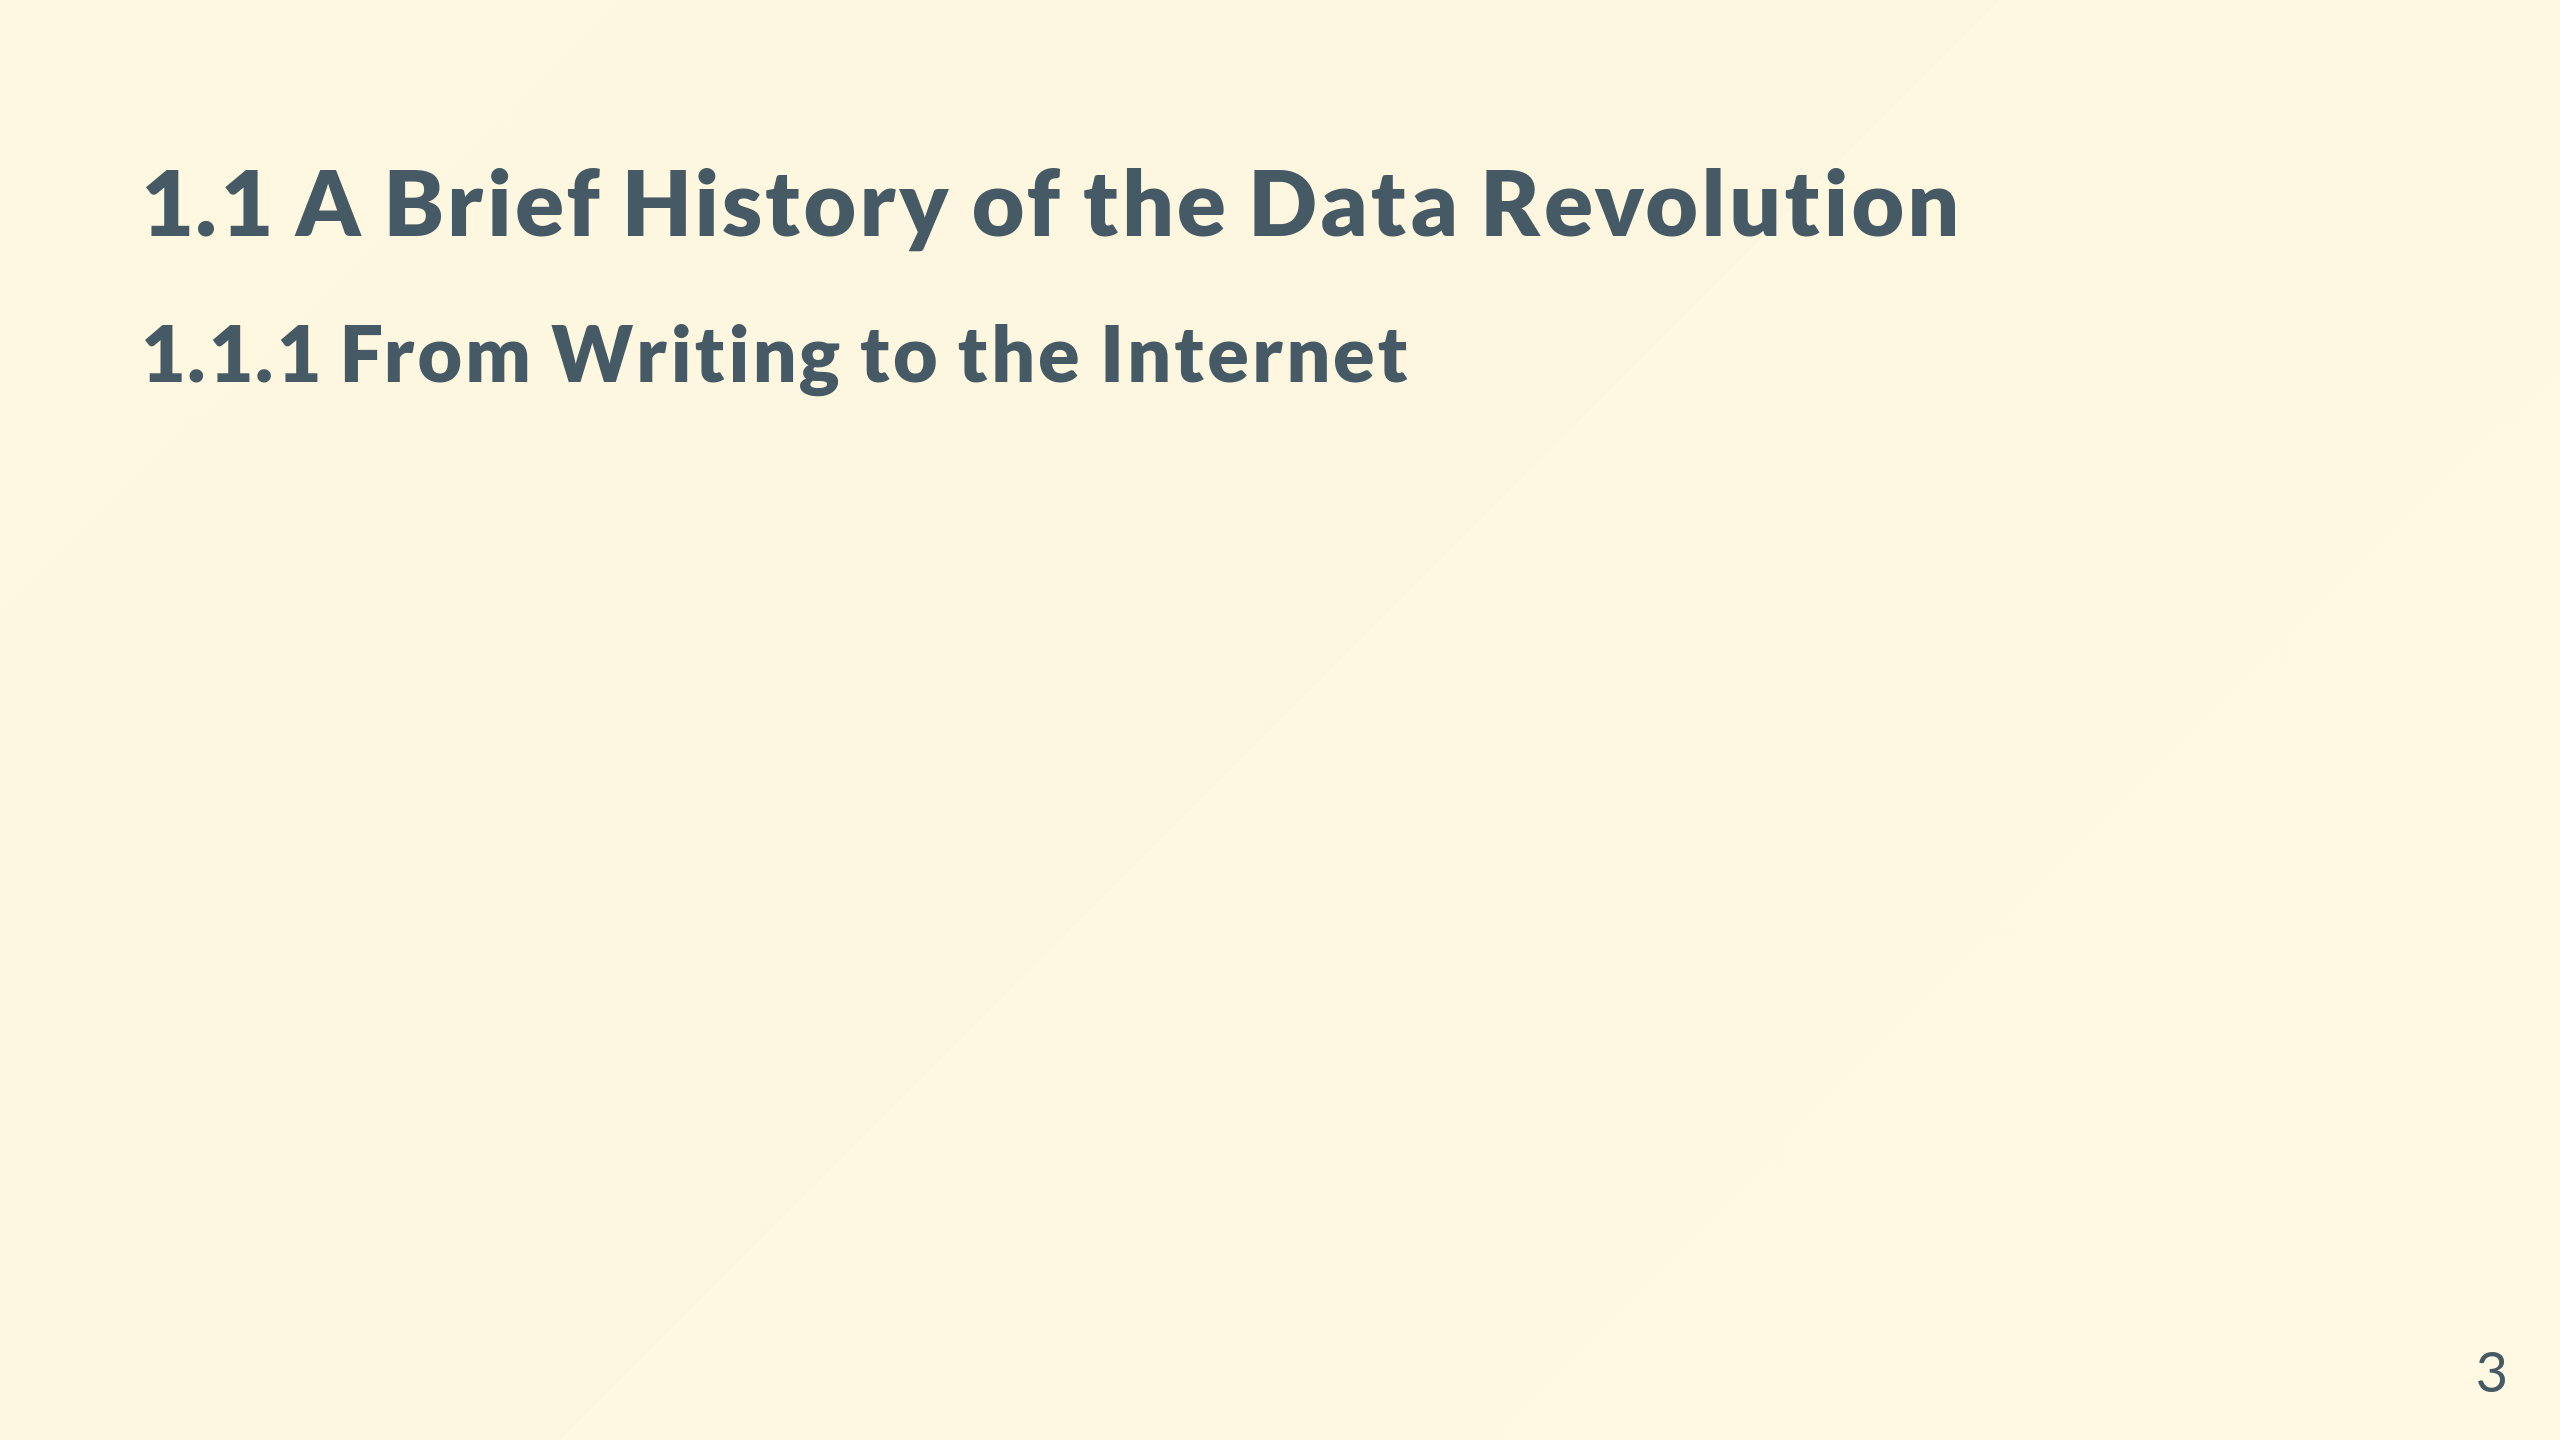 1.1 A Brief History of the Data Revolution
1.1.1 From Writing to the Internet
3